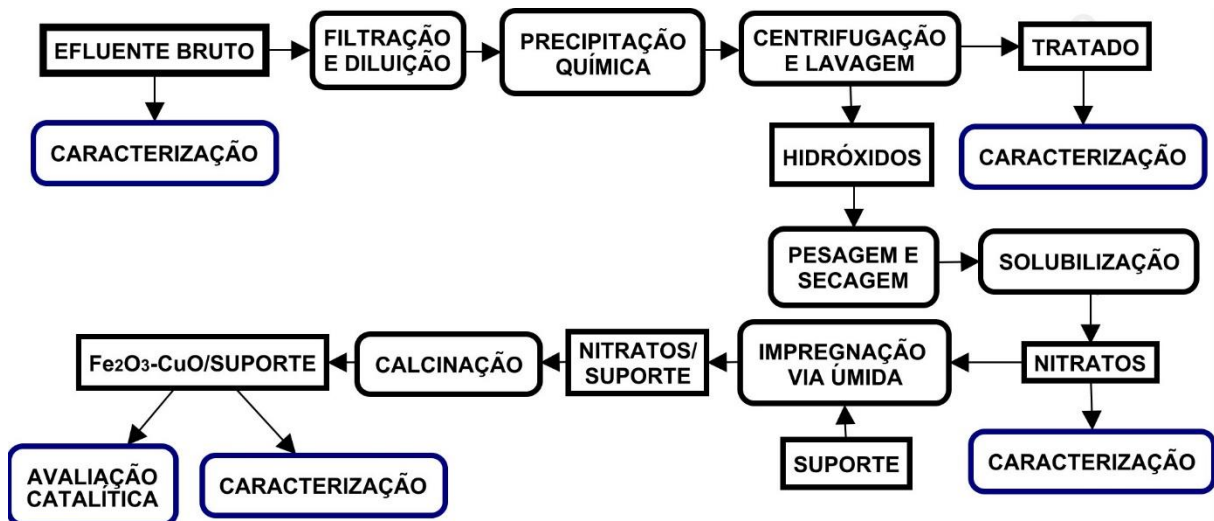 EFLUENTE BRUTO
FILTRAÇÃO
E DILUIÇÃO
PRECIPITAÇÃO
QUÍMICA
CENTRIFUGAÇÃO
E LAVAGEM
TRATADO
CARACTERIZAÇÃO
HIDRÓXIDOS
CARACTERIZAÇÃO
PESAGEM E
SECAGEM
SOLUBILIZAÇÃO
Fe2O3-CuO/SUPORTE
CALCINAÇÃO
NITRATOS/
SUPORTE
IMPREGNAÇÃO
VIA ÚMIDA
NITRATOS
AVALIAÇÃO
CATALÍTICA
CARACTERIZAÇÃO
SUPORTE
CARACTERIZAÇÃO